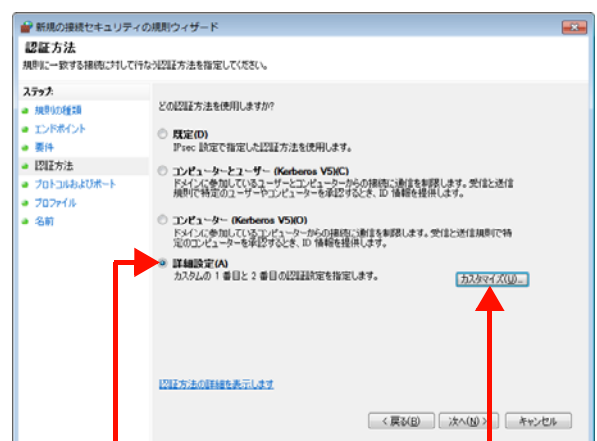 新規の接続セキュリティの規則ウィザード
認証方法
規則に一致する接続に対して行なう認証方法を指定してください。
ステップ:
規則の種類
エンドポイント
要件
認証方法
プロトコルおよびポート
プロファイル
名前
どの認証方法を使用しますか?
既定(D)
IPsec 設定で指定した認証方法を使用します。
コンピューターとユーザー (Kerberos V5)(C)
ドメインに参加しているユーザーとコンピューターからの接続に通信を制限します。受信と送信
規則で特定のユーザーやコンピューターを承認するとき、ID 情報を提供します。
コンピューター (Kerberos V5)(O)
ドメインに参加しているコンピューターからの接続に通信を制限します。受信と送信規則で特
定のコンピューターを承認するとき、ID 情報を提供します。
詳細設定(A)
カスタムの 1 番目と 2 番目の認証設定を指定します。
カスタマイズ(U)...
認証方法の詳細を表示します
< 戻る(B)
次へ(N) >
キャンセル